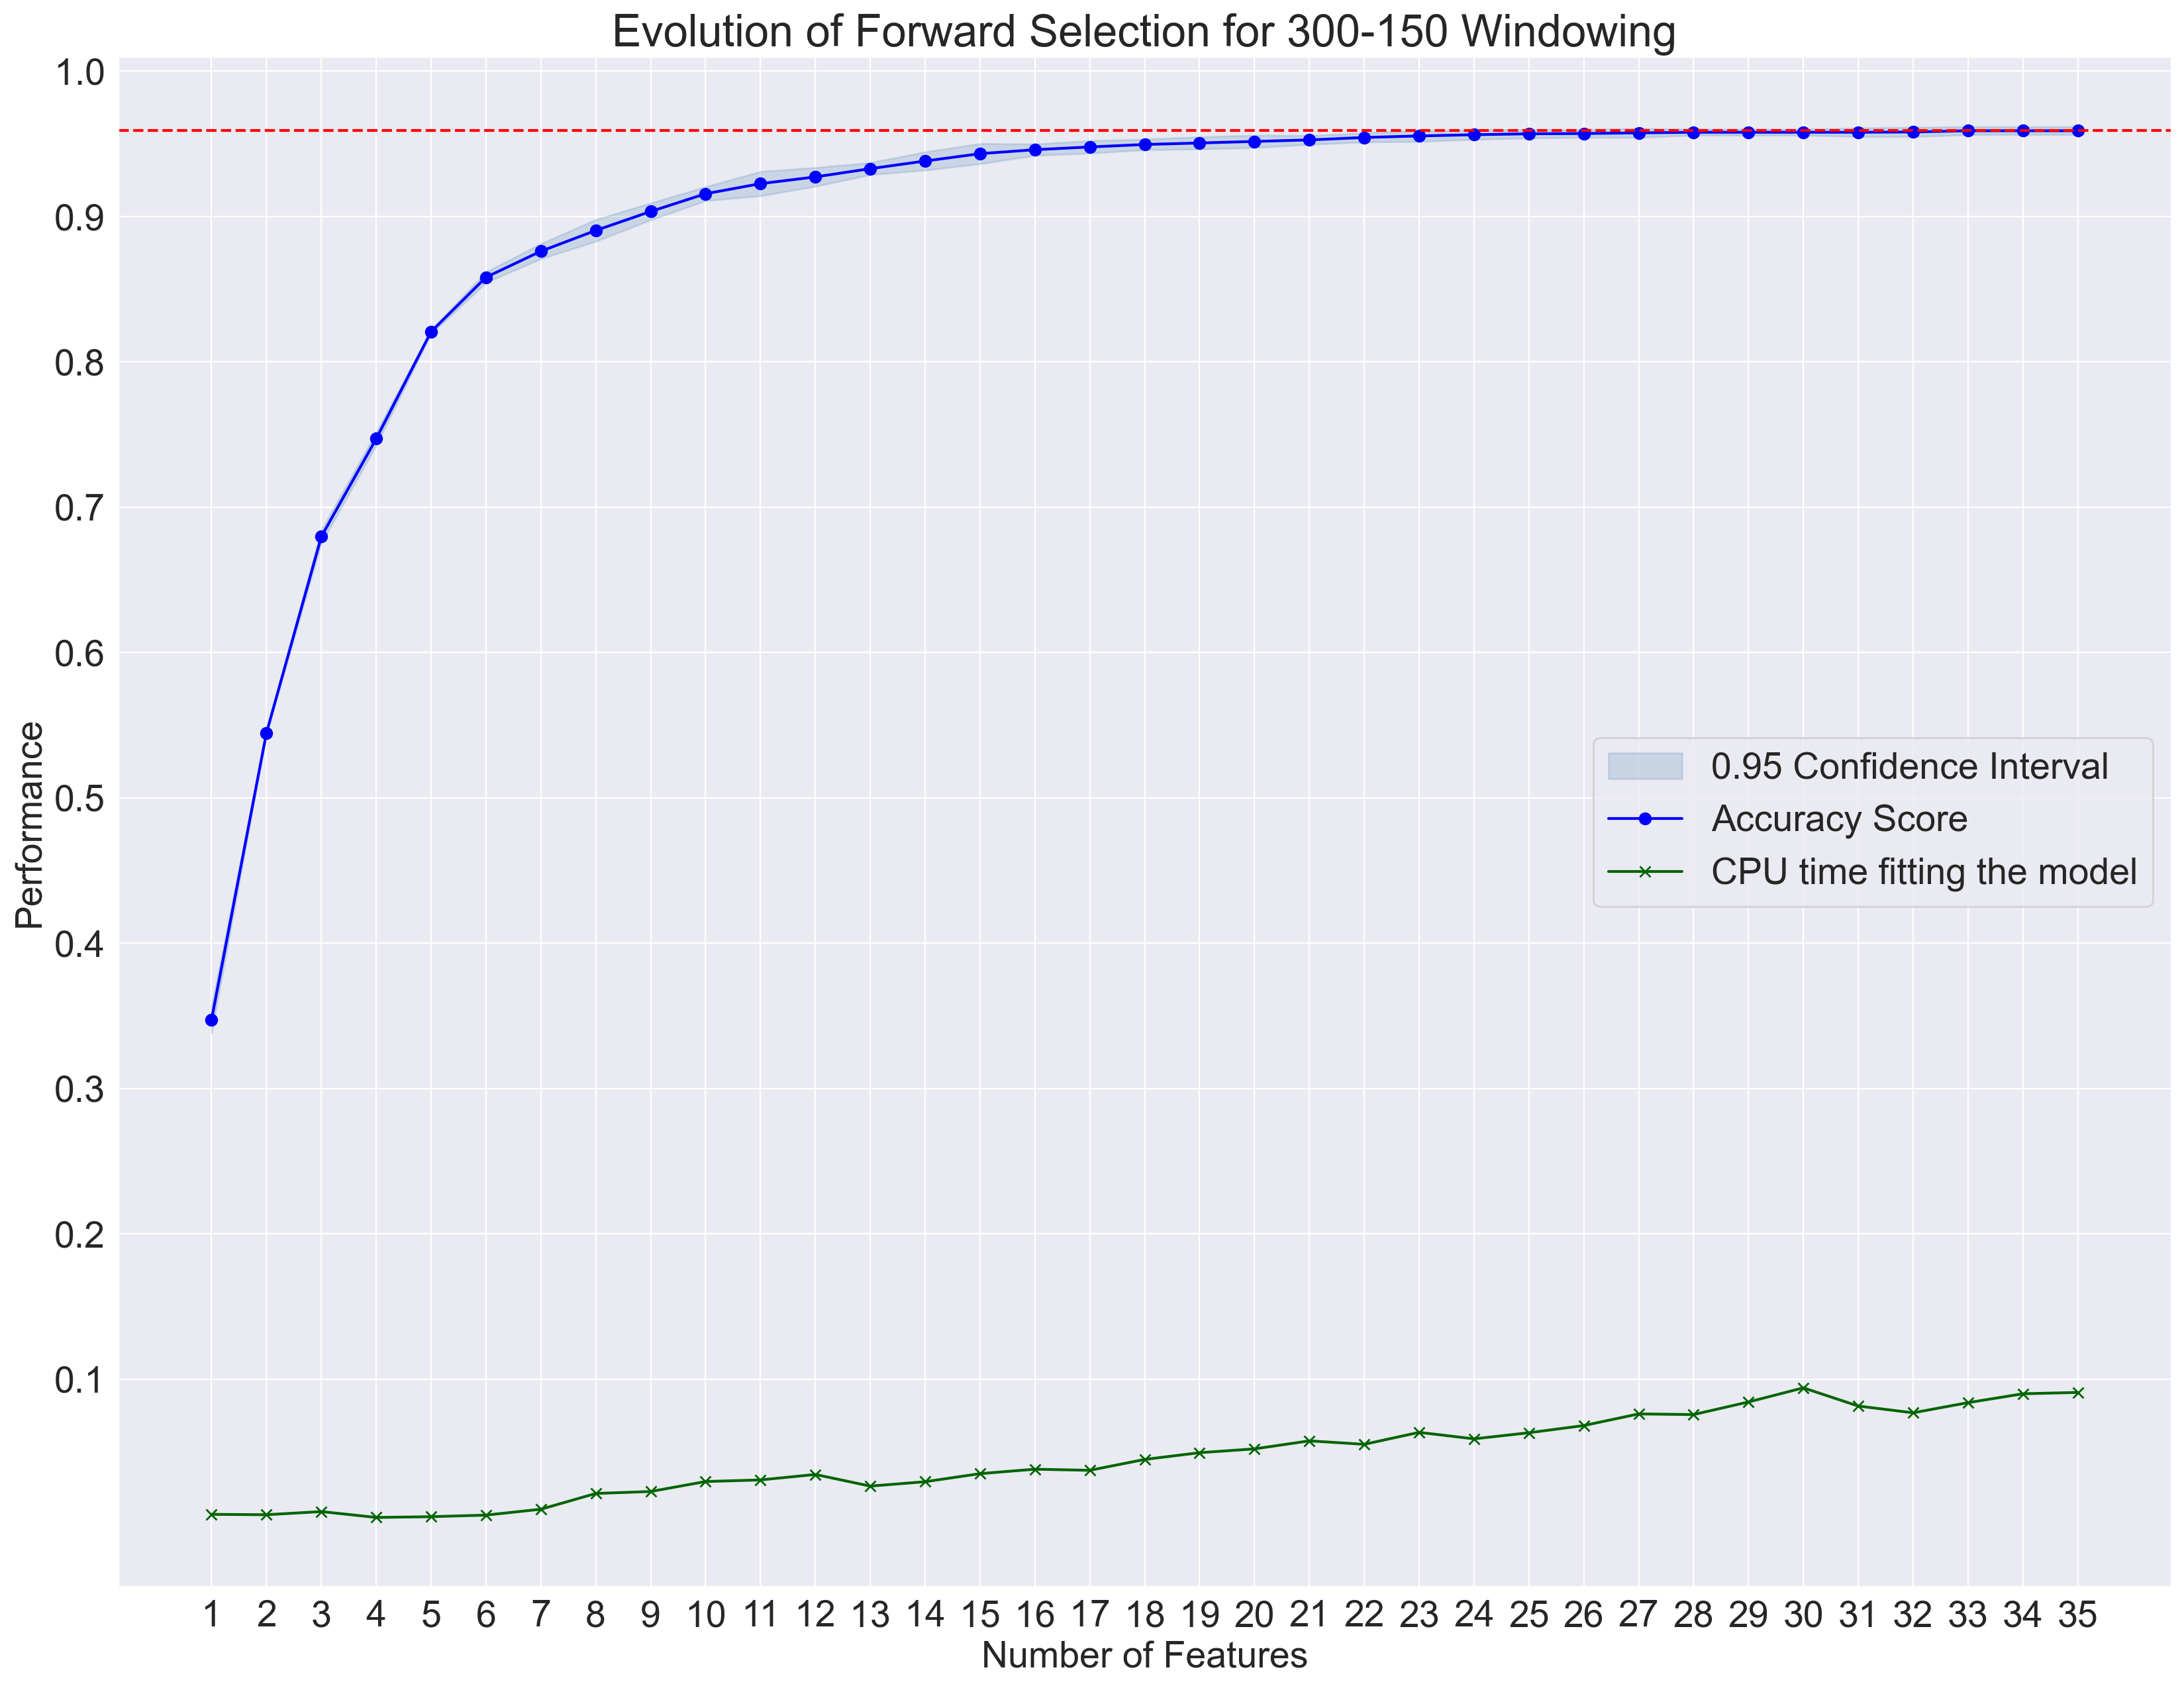 Evolution of Forward Selection for 300-150 Windowing
1.0
0.9
0.8
0.7
0.6
0.5
0.4
0.3
0.2
0.1
Performance
0.95 Confidence Interval
Accuracy Score
CPU time fitting the model
1 2 3 4 5 6 7 8 9 10 11 12 13 14 15 16 17 18 19 20 21 22 23 24 25 26 27 28 29 30 31 32 33 34 35
Number of Features